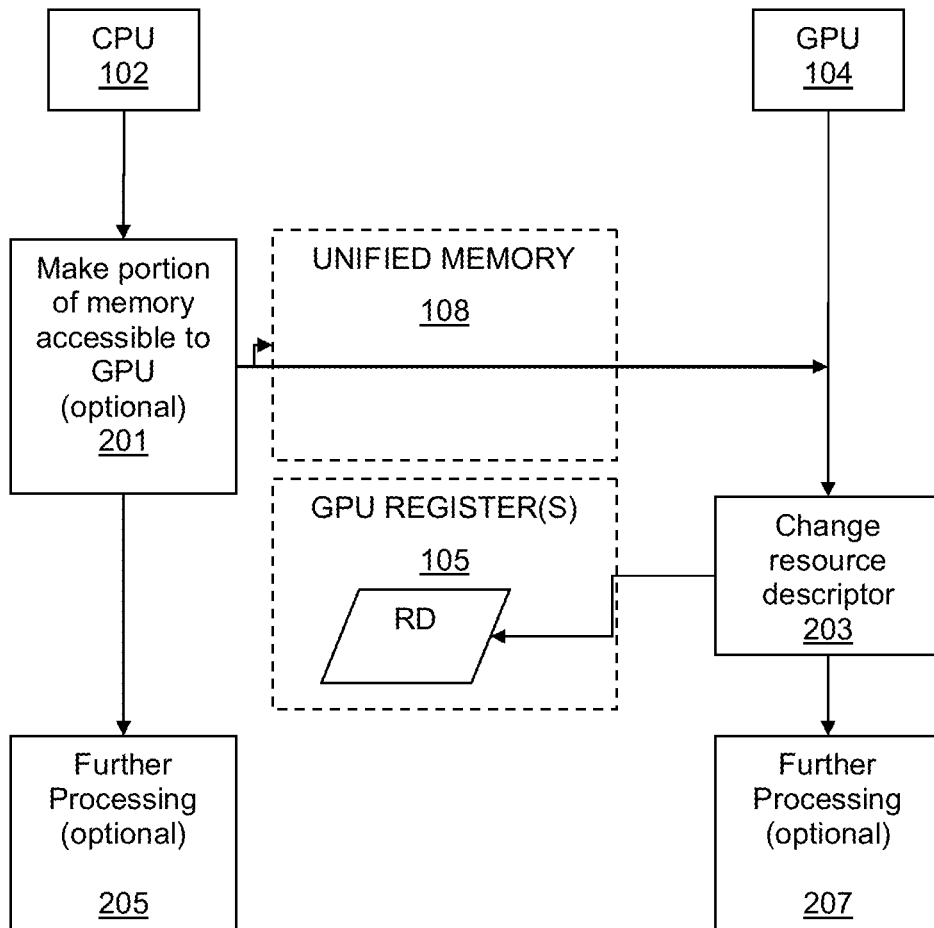 CPU
102
GPU
104
Make portion
of memory
accessible to
GPU
(optional)
201
UNIFIED MEMORY
108
GPU REGISTER(S)
105
RD
Change
resource
descriptor
203
Further
Processing
(optional)
205
Further
Processing
(optional)
207